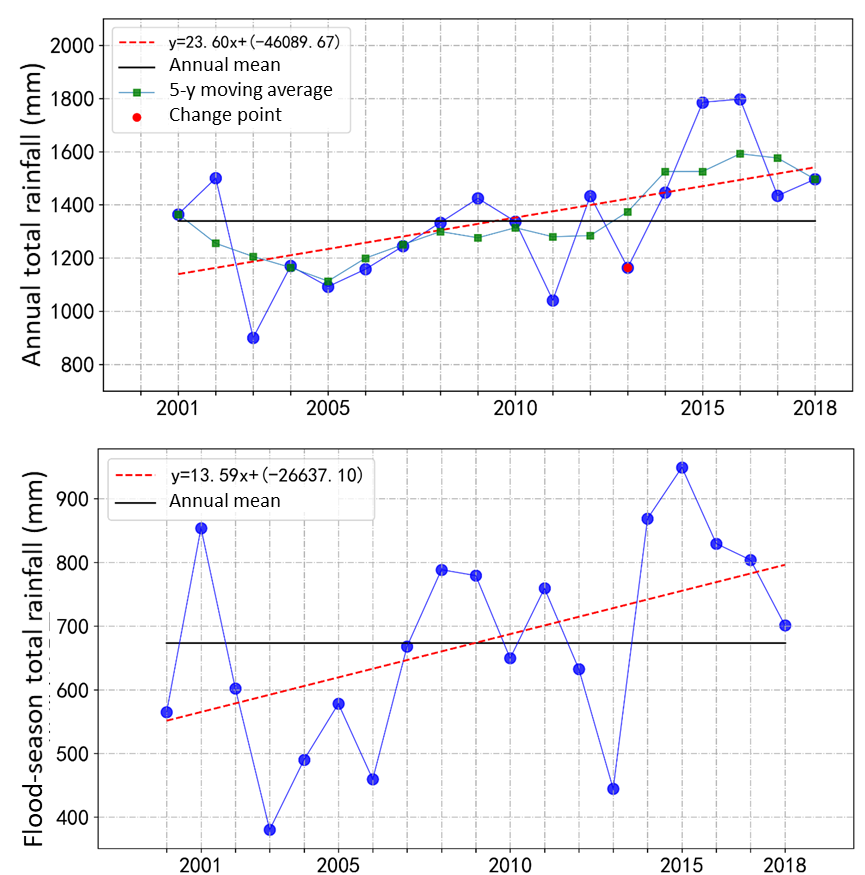 y=23.60x+(-46089.67)
Annual mean
5-y moving average
Change point
Annual total rainfall (mm)
2000
1800
1600
1400
1200
1000
800
2001 2005 2010 2015 2018
y=13.59x+(-26637.10)
Annual mean
Flood-season total rainfall (mm)
900
800
700
600
500
400
2001 2005 2010 2015 2018